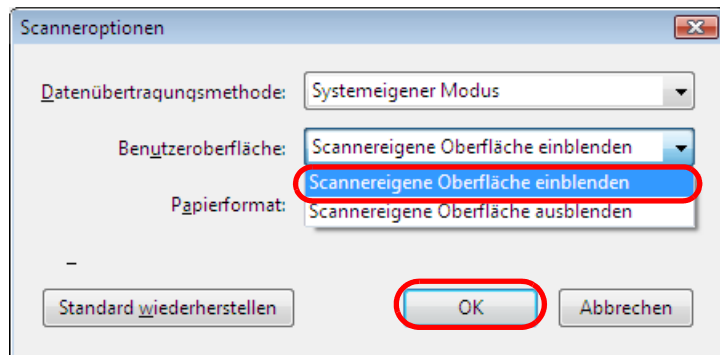 Scanneroptionen
Datenübertragungsmethode: Systemeigener Modus
Benutzeroberfläche: Scannereigene Oberfläche einblenden
Scannereigene Oberfläche einblenden
Papierformat: Scannereigene Oberfläche ausblenden
Standard wiederherstellen OK Abbrechen